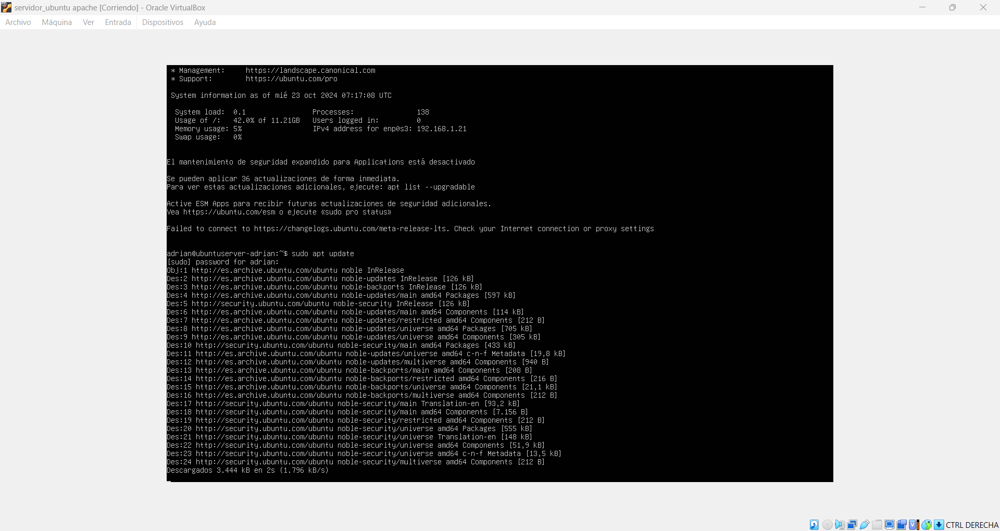 servidor_ubuntu apache [Corriendo] - Oracle VirtualBox
Archivo Máquina Ver Entrada Dispositivos Ayuda
* Management: https://landscape.canonical.com
* Support: https://ubuntu.com/pro
System information as of mié 23 oct 2024 07:17:08 UTC
System load: 0.1 Processes: 138
Usage of /: 42.0% of 11.21GB Users logged in: 0
Memory usage: 5% IPv4 address for enp0s3: 192.168.1.21
Swap usage: 0%
El mantenimiento de seguridad expandido para Applications está desactivado
Se pueden aplicar 36 actualizaciones de forma inmediata.
Para ver estas actualizaciones adicionales, ejecute: apt list --upgradable
Active ESM Apps para recibir futuras actualizaciones de seguridad adicionales.
Vea https://ubuntu.com/esm o ejecute «sudo pro status»
Failed to connect to https://changelogs.ubuntu.com/meta-release-lts. Check your Internet connection or proxy settings
adrian@ubuntuserver-adrian:~$ sudo apt update
[sudo] password for adrian:
Obj:1 http://es.archive.ubuntu.com/ubuntu noble InRelease
Des:2 http://es.archive.ubuntu.com/ubuntu noble-updates InRelease [126 kB]
Des:3 http://es.archive.ubuntu.com/ubuntu noble-backports InRelease [126 kB]
Des:4 http://es.archive.ubuntu.com/ubuntu noble-updates/main amd64 Packages [597 kB]
Des:5 http://security.ubuntu.com/ubuntu noble-security InRelease [126 kB]
Des:6 http://es.archive.ubuntu.com/ubuntu noble-updates/main amd64 Components [114 kB]
Des:7 http://es.archive.ubuntu.com/ubuntu noble-updates/restricted amd64 Components [212 B]
Des:8 http://es.archive.ubuntu.com/ubuntu noble-updates/universe amd64 Packages [705 kB]
Des:9 http://es.archive.ubuntu.com/ubuntu noble-updates/universe amd64 Components [305 kB]
Des:10 http://security.ubuntu.com/ubuntu noble-security/main amd64 Packages [433 kB]
Des:11 http://es.archive.ubuntu.com/ubuntu noble-updates/universe amd64 c-n-f Metadata [19,8 kB]
Des:12 http://es.archive.ubuntu.com/ubuntu noble-updates/multiverse amd64 Components [940 B]
Des:13 http://es.archive.ubuntu.com/ubuntu noble-backports/main amd64 Components [208 B]
Des:14 http://es.archive.ubuntu.com/ubuntu noble-backports/restricted amd64 Components [216 B]
Des:15 http://es.archive.ubuntu.com/ubuntu noble-backports/universe amd64 Components [21,1 kB]
Des:16 http://es.archive.ubuntu.com/ubuntu noble-backports/multiverse amd64 Components [212 B]
Des:17 http://security.ubuntu.com/ubuntu noble-security/main Translation-en [93,2 kB]
Des:18 http://security.ubuntu.com/ubuntu noble-security/main amd64 Components [7.156 B]
Des:19 http://security.ubuntu.com/ubuntu noble-security/restricted amd64 Components [212 B]
Des:20 http://security.ubuntu.com/ubuntu noble-security/universe amd64 Packages [555 kB]
Des:21 http://security.ubuntu.com/ubuntu noble-security/universe Translation-en [148 kB]
Des:22 http://security.ubuntu.com/ubuntu noble-security/universe amd64 Components [51,9 kB]
Des:23 http://security.ubuntu.com/ubuntu noble-security/universe amd64 c-n-f Metadata [13,5 kB]
Des:24 http://security.ubuntu.com/ubuntu noble-security/multiverse amd64 Components [212 B]
Descargados 3.444 kB en 2s (1.796 kB/s)
CTRL DERECHA